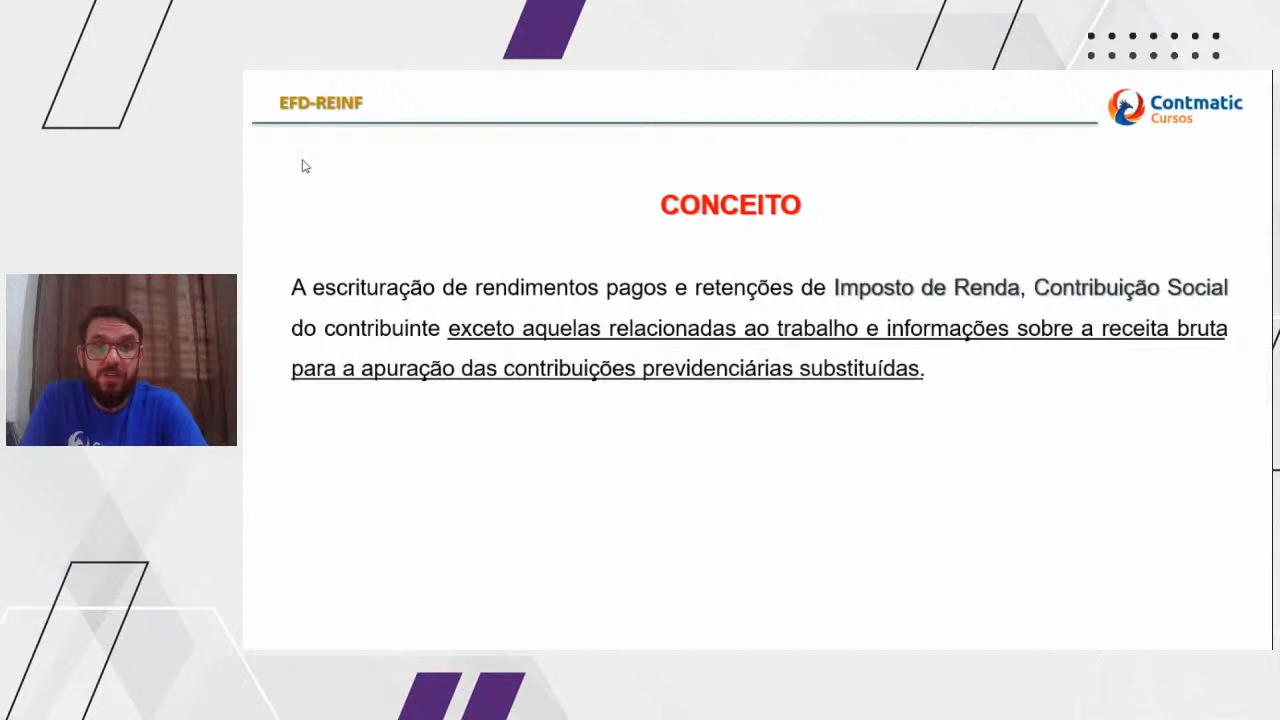 EFD-REINF
Contmatic
Cursos
CONCEITO
A escrituração de rendimentos pagos e retenções de Imposto de Renda, Contribuição Social
do contribuinte exceto aquelas relacionadas ao trabalho e informações sobre a receita bruta
para a apuração das contribuições previdenciárias substituídas.